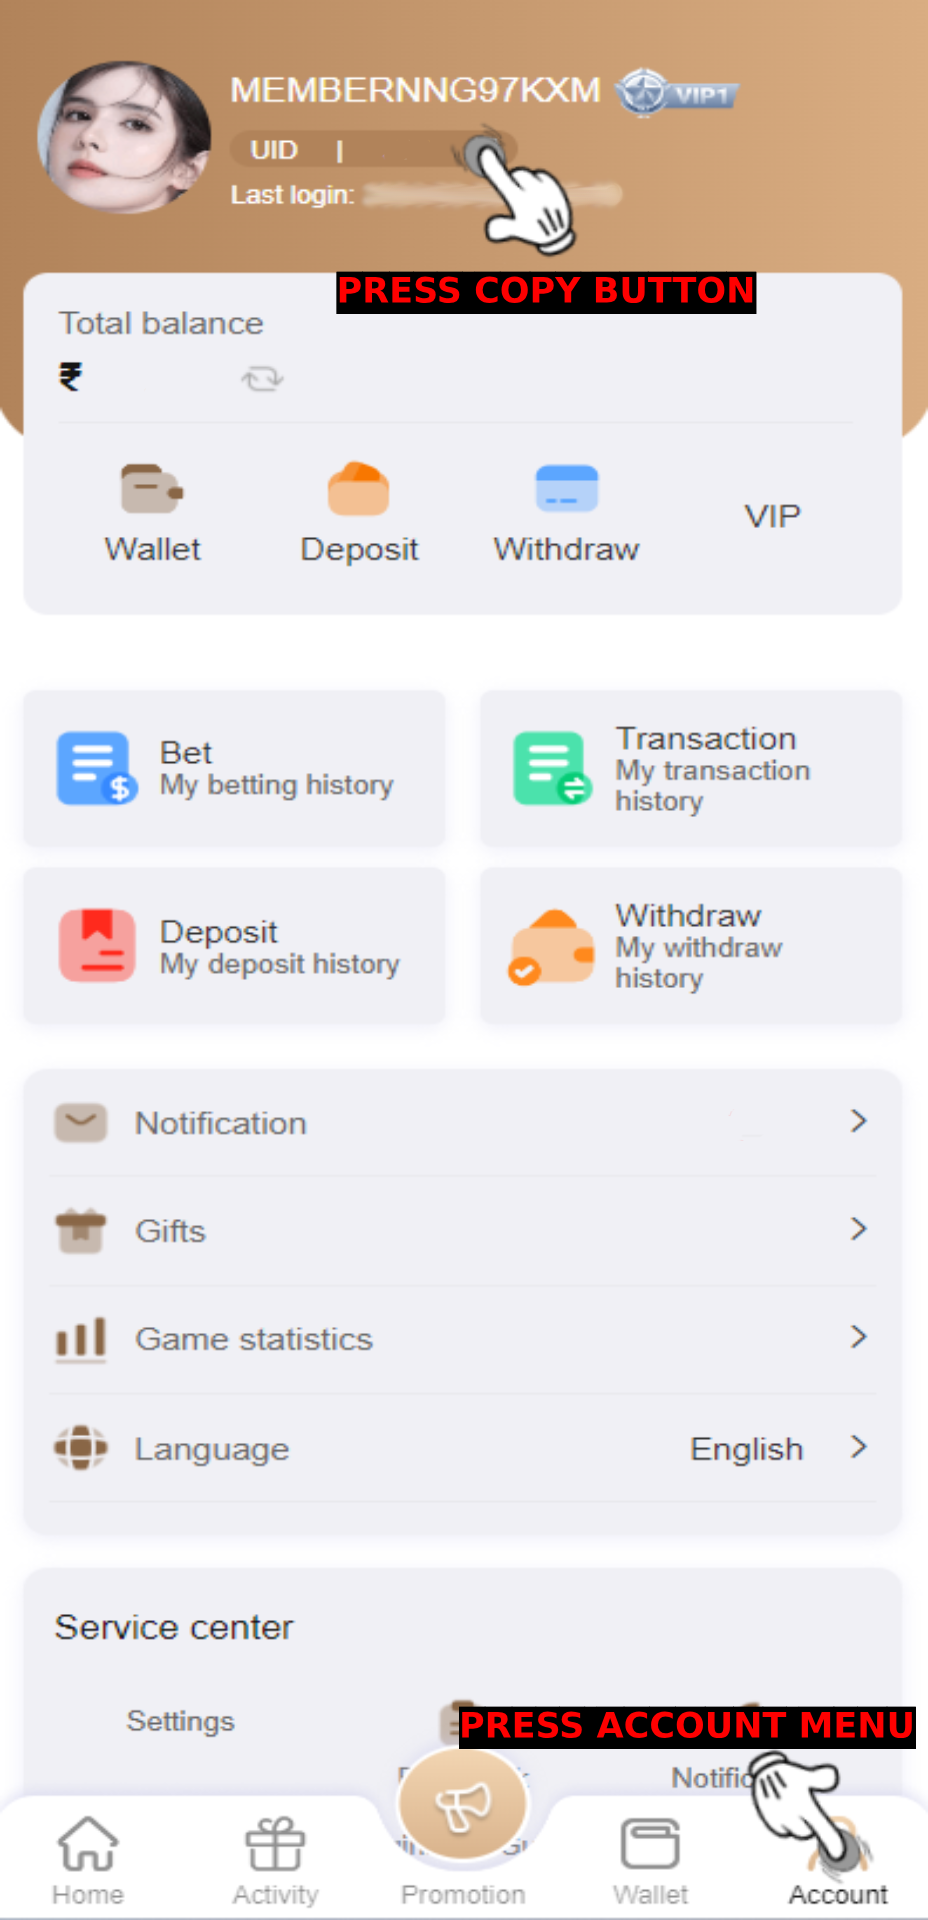 MEMBERNNG97KXM VIP1
UID |
Last login:
PRESS COPY BUTTON
Total balance
₹
Wallet Deposit Withdraw VIP
Bet
My betting history
Transaction
My transaction
history
Deposit
My deposit history
Withdraw
My withdraw
history
Notification
Gifts
Game statistics
Language English
Service center
Settings
PRESS ACCOUNT MENU
Home Activity Promotion Wallet Account